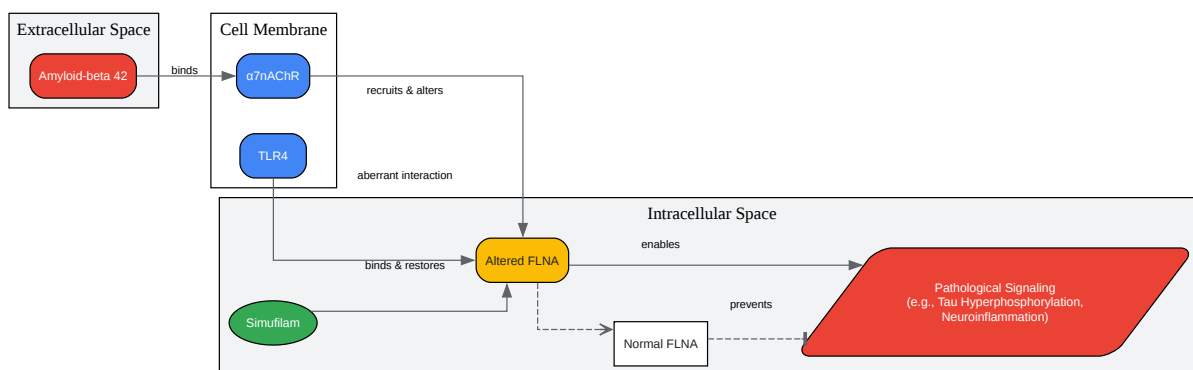 Extracellular Space
Cell Membrane
Amyloid-beta 42
binds
α7nAChR
recruits & alters
TLR4
aberrant interaction
Intracellular Space
enables
Altered FLNA
binds & restores
Pathological Signaling
(e.g., Tau Hyperphosphorylation,
Neuroinflammation)
prevents
Simufilam
Normal FLNA